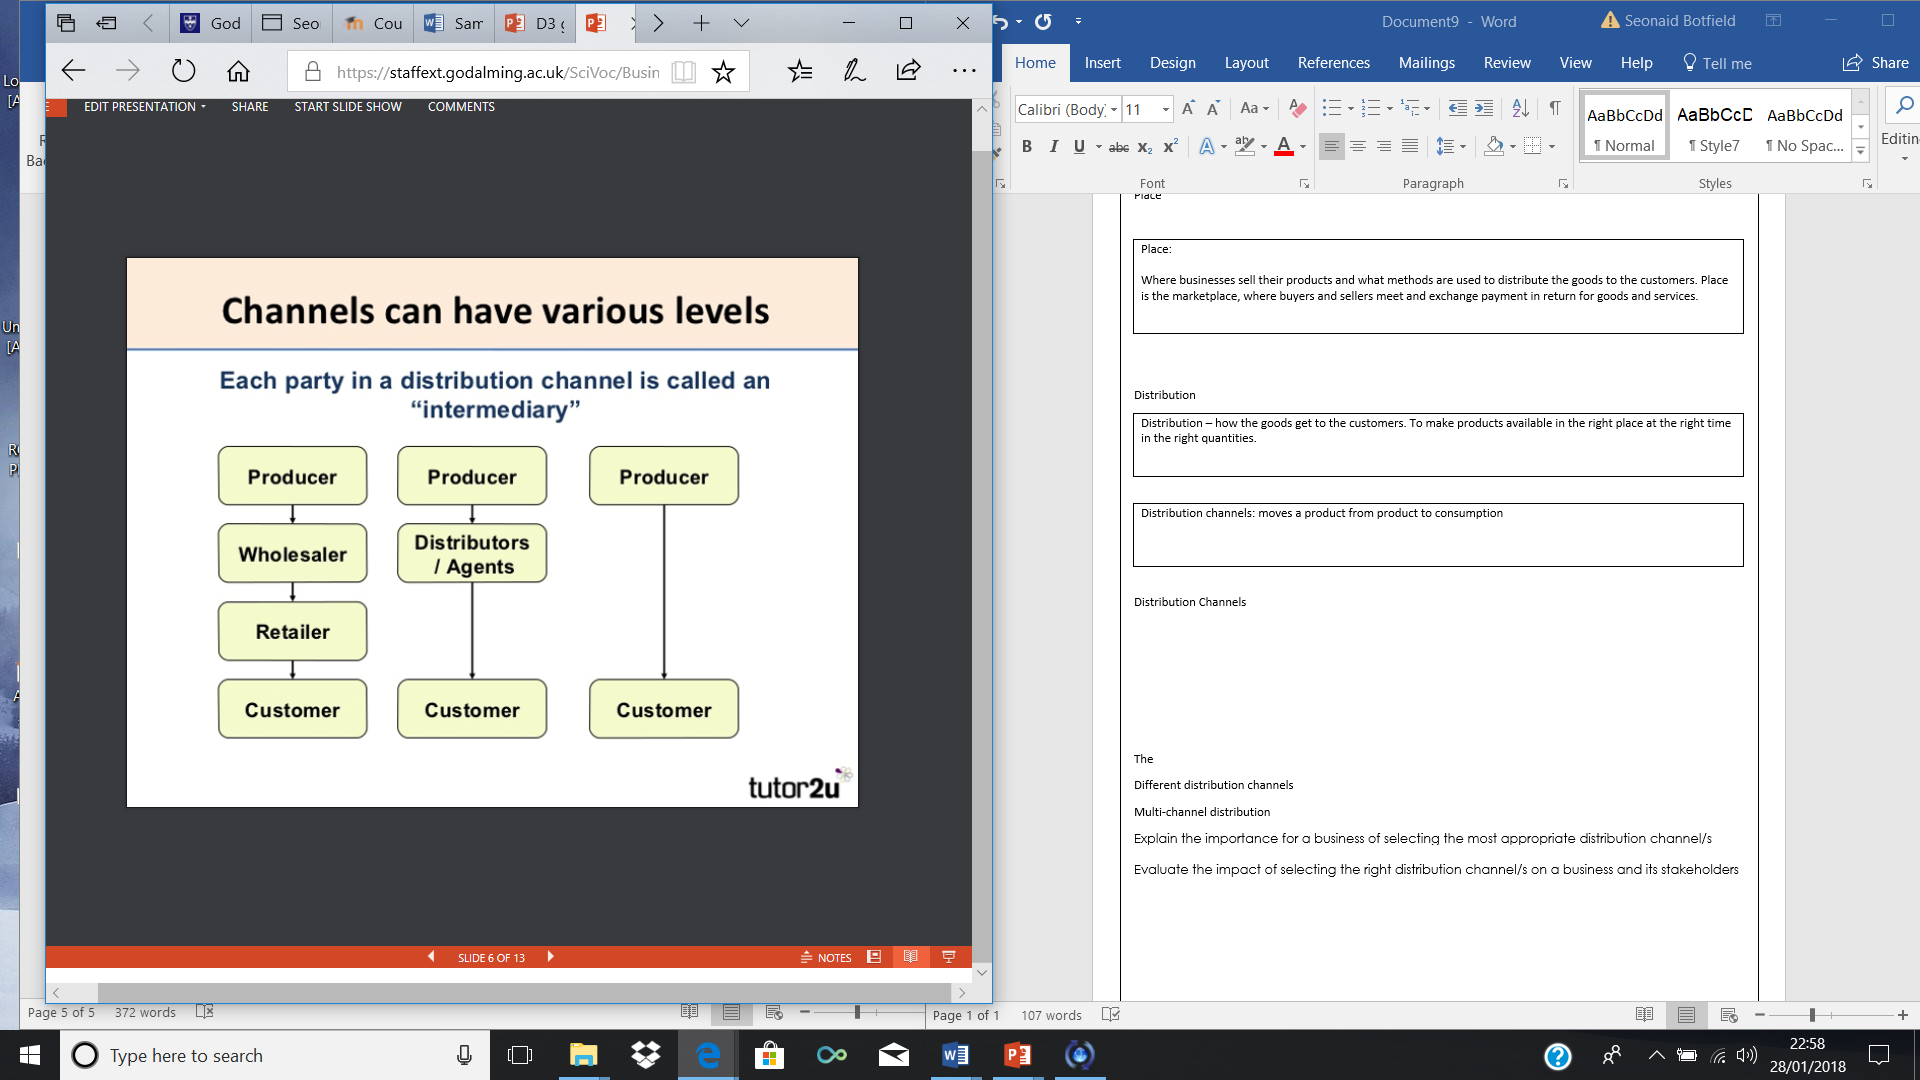 God
Seo
Cou
Sam
D3 g
https://staffext.godalming.ac.uk/SciVoc/Busin
EDIT PRESENTATION
SHARE
START SLIDE SHOW
COMMENTS
Channels can have various levels
Each party in a distribution channel is called an
“intermediary”
Producer
Producer
Producer
Wholesaler
Distributors
/ Agents
Retailer
Customer
Customer
Customer
tutor2u
SLIDE 6 OF 13
NOTES
Page 5 of 5
372 words
Document9 - Word
Seonaid Botfield
Home
Insert
Design
Layout
References
Mailings
Review
View
Help
Tell me
Share
Calibri (Body)
11
Aa
AaBbCcDd
AaBbCcD
AaBbCcDd
¶ Normal
¶ Style7
¶ No Spac...
Editin
Font
Paragraph
Styles
Place
Place:
Where businesses sell their products and what methods are used to distribute the goods to the customers. Place
is the marketplace, where buyers and sellers meet and exchange payment in return for goods and services.
Distribution
Distribution – how the goods get to the customers. To make products available in the right place at the right time
in the right quantities.
Distribution channels: moves a product from product to consumption
Distribution Channels
The
Different distribution channels
Multi-channel distribution
Explain the importance for a business of selecting the most appropriate distribution channel/s
Evaluate the impact of selecting the right distribution channel/s on a business and its stakeholders
Page 1 of 1
107 words
Type here to search
22:58
28/01/2018